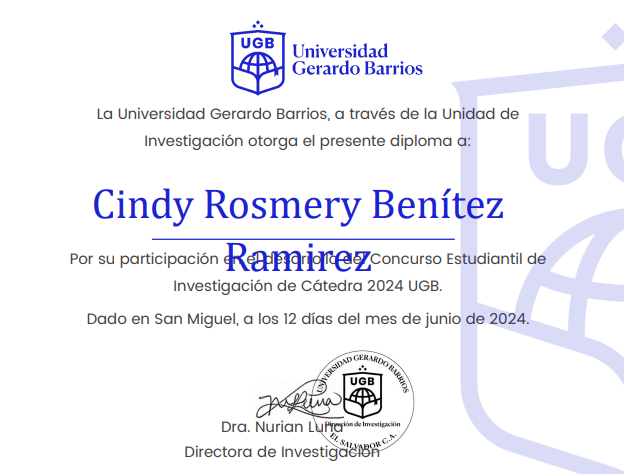 UGB
Universidad
Gerardo Barrios
La Universidad Gerardo Barrios, a través de la Unidad de
Investigación otorga el presente diploma a:
Cindy Rosmery Benítez
Ramirez
Por su participación en el desarrollo del Concurso Estudiantil de
Investigación de Cátedra 2024 UGB.
Dado en San Miguel, a los 12 días del mes de junio de 2024.
UNIVERSIDAD GERARDO BARRIOS
UGB
Dirección de Investigación
EL SALVADOR C.A.
Dra. Nurian Luna
Directora de Investigación
UG